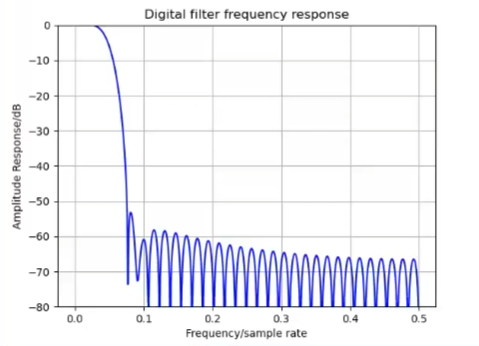 Digital filter frequency response
Amplitude Response/dB
0
−10
−20
−30
−40
−50
−60
−70
−80
0.0 0.1 0.2 0.3 0.4 0.5
Frequency/sample rate